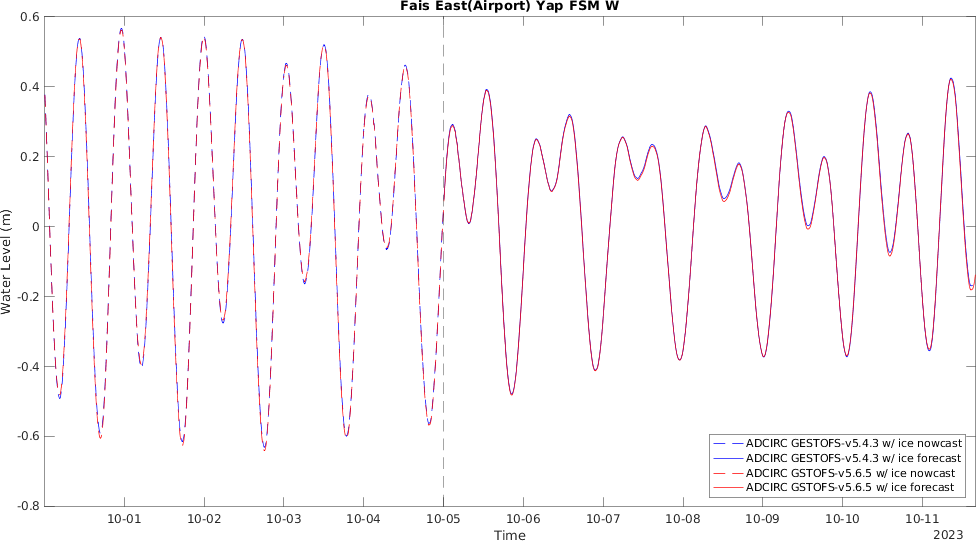 Fais East(Airport) Yap FSM W
0.6
0.4
0.2
0
-0.2
-0.4
-0.6
-0.8
Water Level (m)
10-01 10-02 10-03 10-04 10-05 10-06 10-07 10-08 10-09 10-10 10-11
Time
2023
ADCIRC GESTOFS-v5.4.3 w/ ice nowcast
ADCIRC GESTOFS-v5.4.3 w/ ice forecast
ADCIRC GSTOFS-v5.6.5 w/ ice nowcast
ADCIRC GSTOFS-v5.6.5 w/ ice forecast